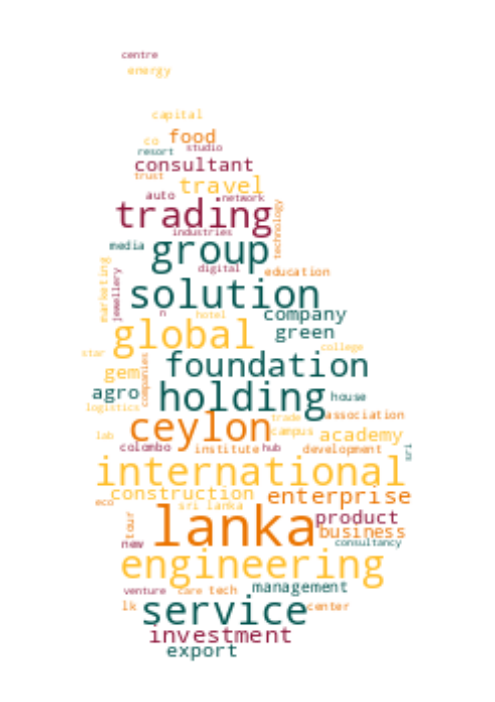 centre
energy
capital
co food
studio
resort
consultant
trust
travel
auto network
trading
technology
industries
media group
digital
education
marketing
jewellery
solution
n hotel
company
global
green
college
star
companies
foundation
gem
agro holding house
logistics
trade association
ceylon
campus academy
lab
colombo institute hub development
sri
international
construction enterprise
eco
sri lanka
tour
lanka product
business
new
consultancy
engineering
management
venture care tech
lk service center
investment
export